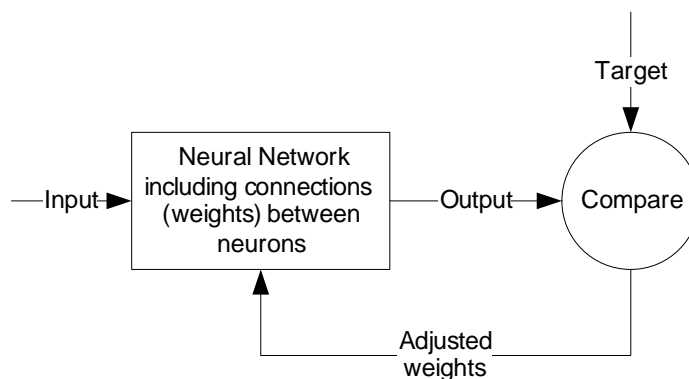 Target
Neural Network
including connections
(weights) between
neurons
Input
Output
Compare
Adjusted
weights